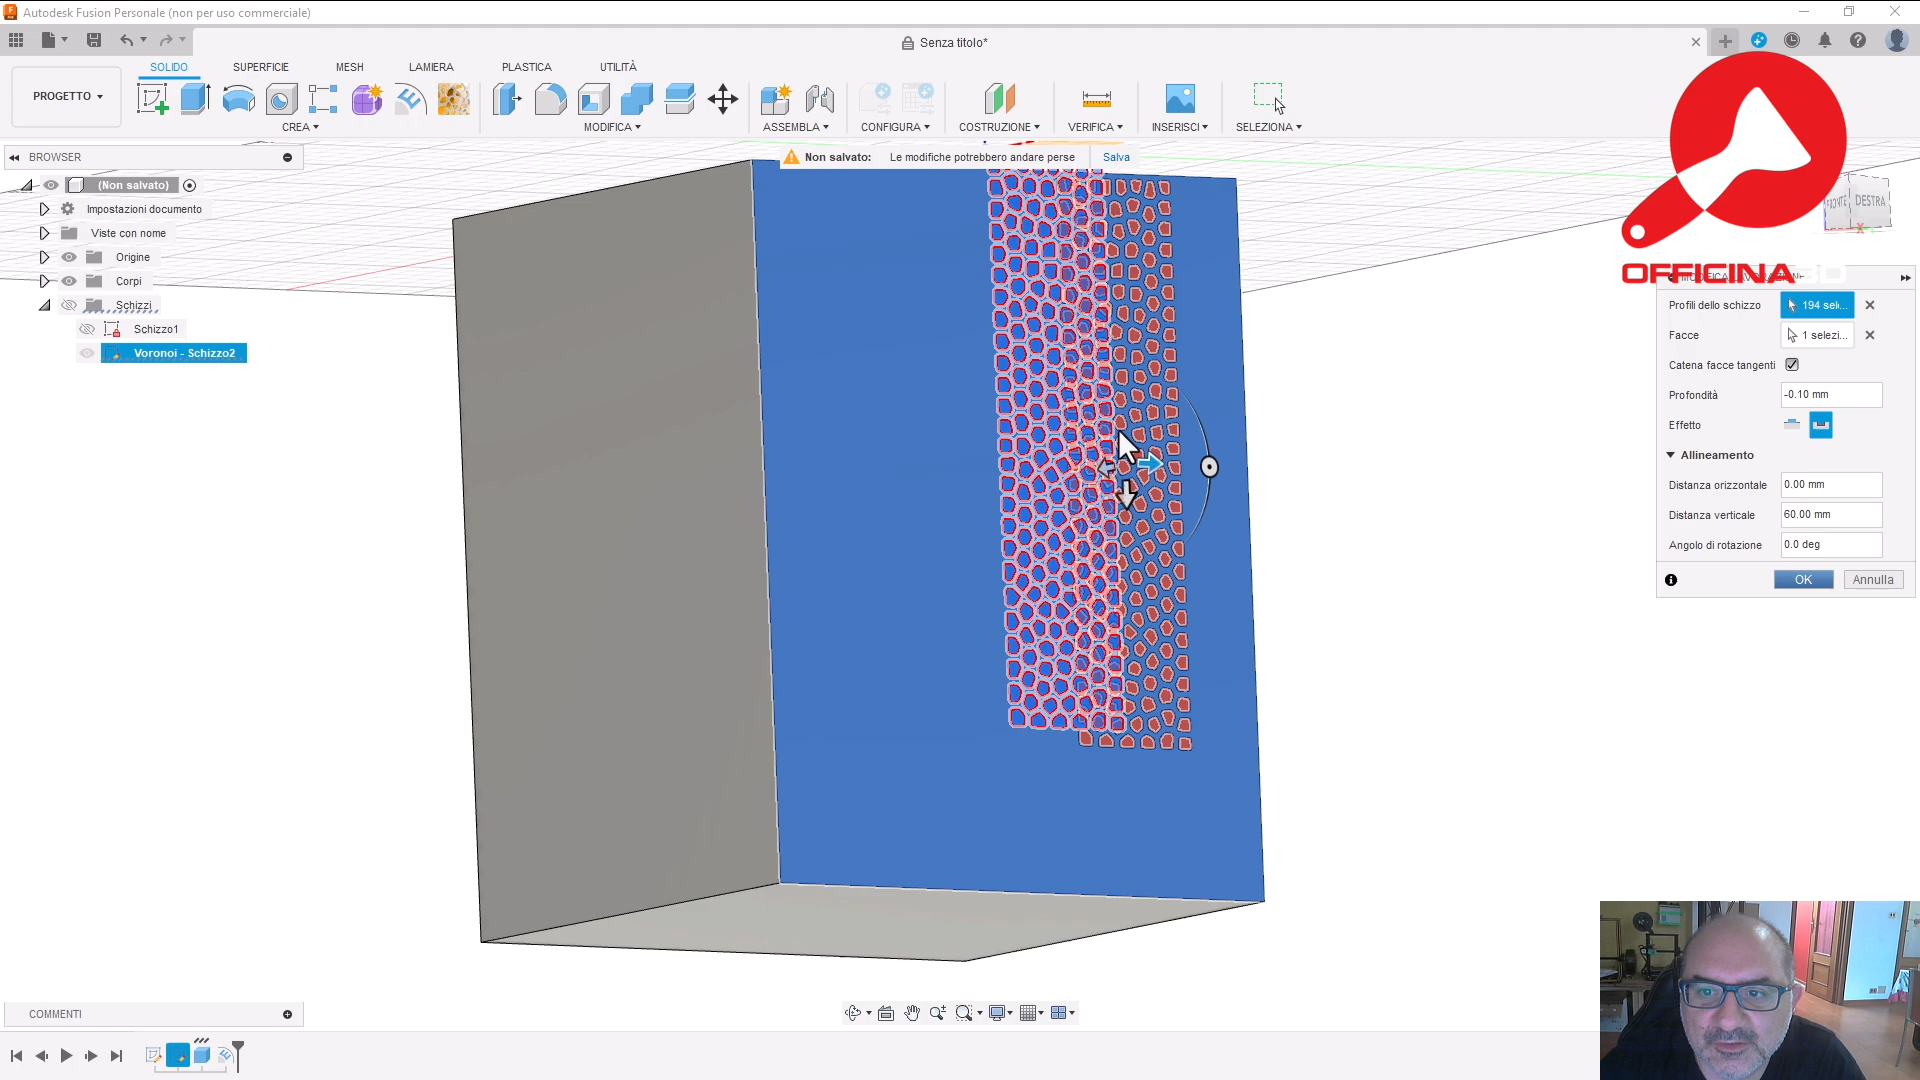 Autodesk Fusion Personale (non per uso commerciale)
Senza titolo*
SOLIDO
SUPERFICIE
MESH
LAMIERA
PLASTICA
UTILITÀ
PROGETTO
CREA
MODIFICA
ASSEMBLA
CONFIGURA
COSTRUZIONE
VERIFICA
INSERISCI
SELEZIONA
BROWSER
Non salvato:
Le modifiche potrebbero andare perse
Salva
(Non salvato)
Impostazioni documento
Viste con nome
Origine
Corpi
Schizzi
Schizzo1
Voronoi - Schizzo2
DESTRA
OFFICINA
Profili dello schizzo
194 sel...
Facce
1 selezi...
Catena facce tangenti
Profondità
-0.10 mm
Effetto
Allineamento
Distanza orizzontale
0.00 mm
Distanza verticale
60.00 mm
Angolo di rotazione
0.0 deg
OK
Annulla
COMMENTI